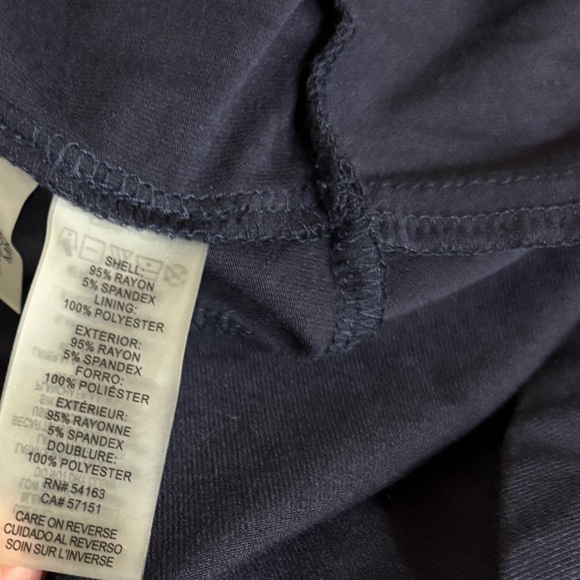 SHELL:
95% RAYON
5% SPANDEX
LINING:
100% POLYESTER
EXTERIOR:
95% RAYON
5% SPANDEX
FORRO:
100% POLIÉSTER
EXTÉRIEUR:
95% RAYONNE
5% SPANDEX
DOUBLURE:
100% POLYESTER
RN# 54163
CA# 57151
CARE ON REVERSE
CUIDADO AL REVERSO
SOIN SUR L'INVERSE